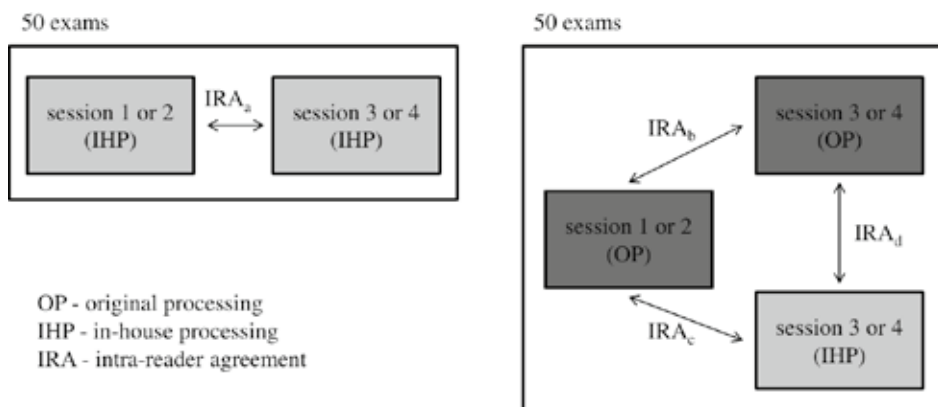 50 exams
session 1 or 2
(IHP)
IRAa
session 3 or 4
(IHP)
OP - original processing
IHP - in-house processing
IRA - intra-reader agreement
50 exams
session 3 or 4
(OP)
IRAb
session 1 or 2
(OP)
IRAd
IRAc
session 3 or 4
(IHP)